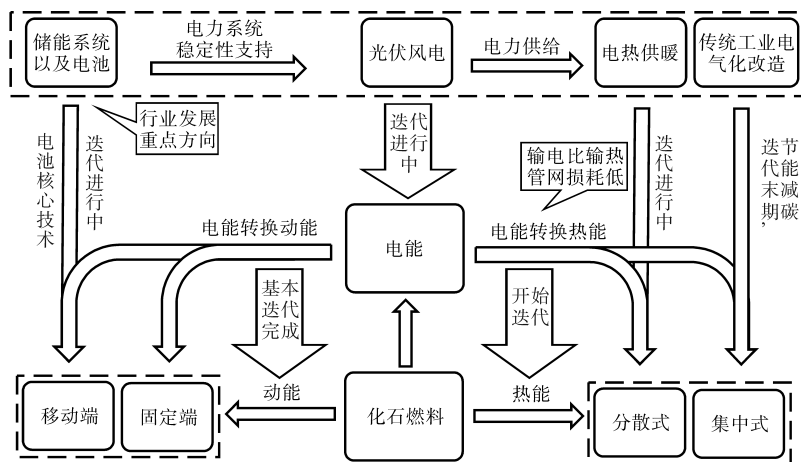 储能系统
以及电池
电力系统
稳定性支持
光伏风电
电力供给
电热供暖
传统工业电
气化改造
行业发展
重点方向
电池核心技术
迭代进行中
迭代
进行
中
输电比输热
管网损耗低
迭代进行中
节能减碳
迭代末期,
电能转换动能
电能
电能转换热能
基本
迭代
完成
开始
迭代
移动端
固定端
动能
化石燃料
热能
分散式
集中式